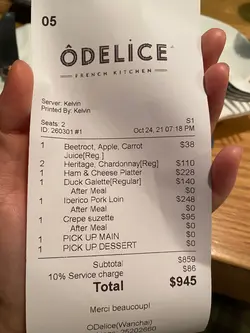 05
ÔDELICE
FRENCH KITCHEN
Server: Kelvin
Printed By: Kelvin
Seats: 2 S1
ID: 260301 #1 Oct 24, 21 07:18 PM
1 Beetroot, Apple, Carrot $38
Juice[Reg.]
2 Heritage, Chardonnay[Reg] $110
1 Ham & Cheese Platter $228
1 Duck Galette[Regular] $140
After Meal $0
1 Iberico Pork Loin $248
After Meal $0
1 Crepe suzette $95
After Meal $0
1 PICK UP MAIN $0
1 PICK UP DESSERT $0
Subtotal $859
10% Service charge $86
Total $945
Merci beaucoup!
ODelice(Wanchai)